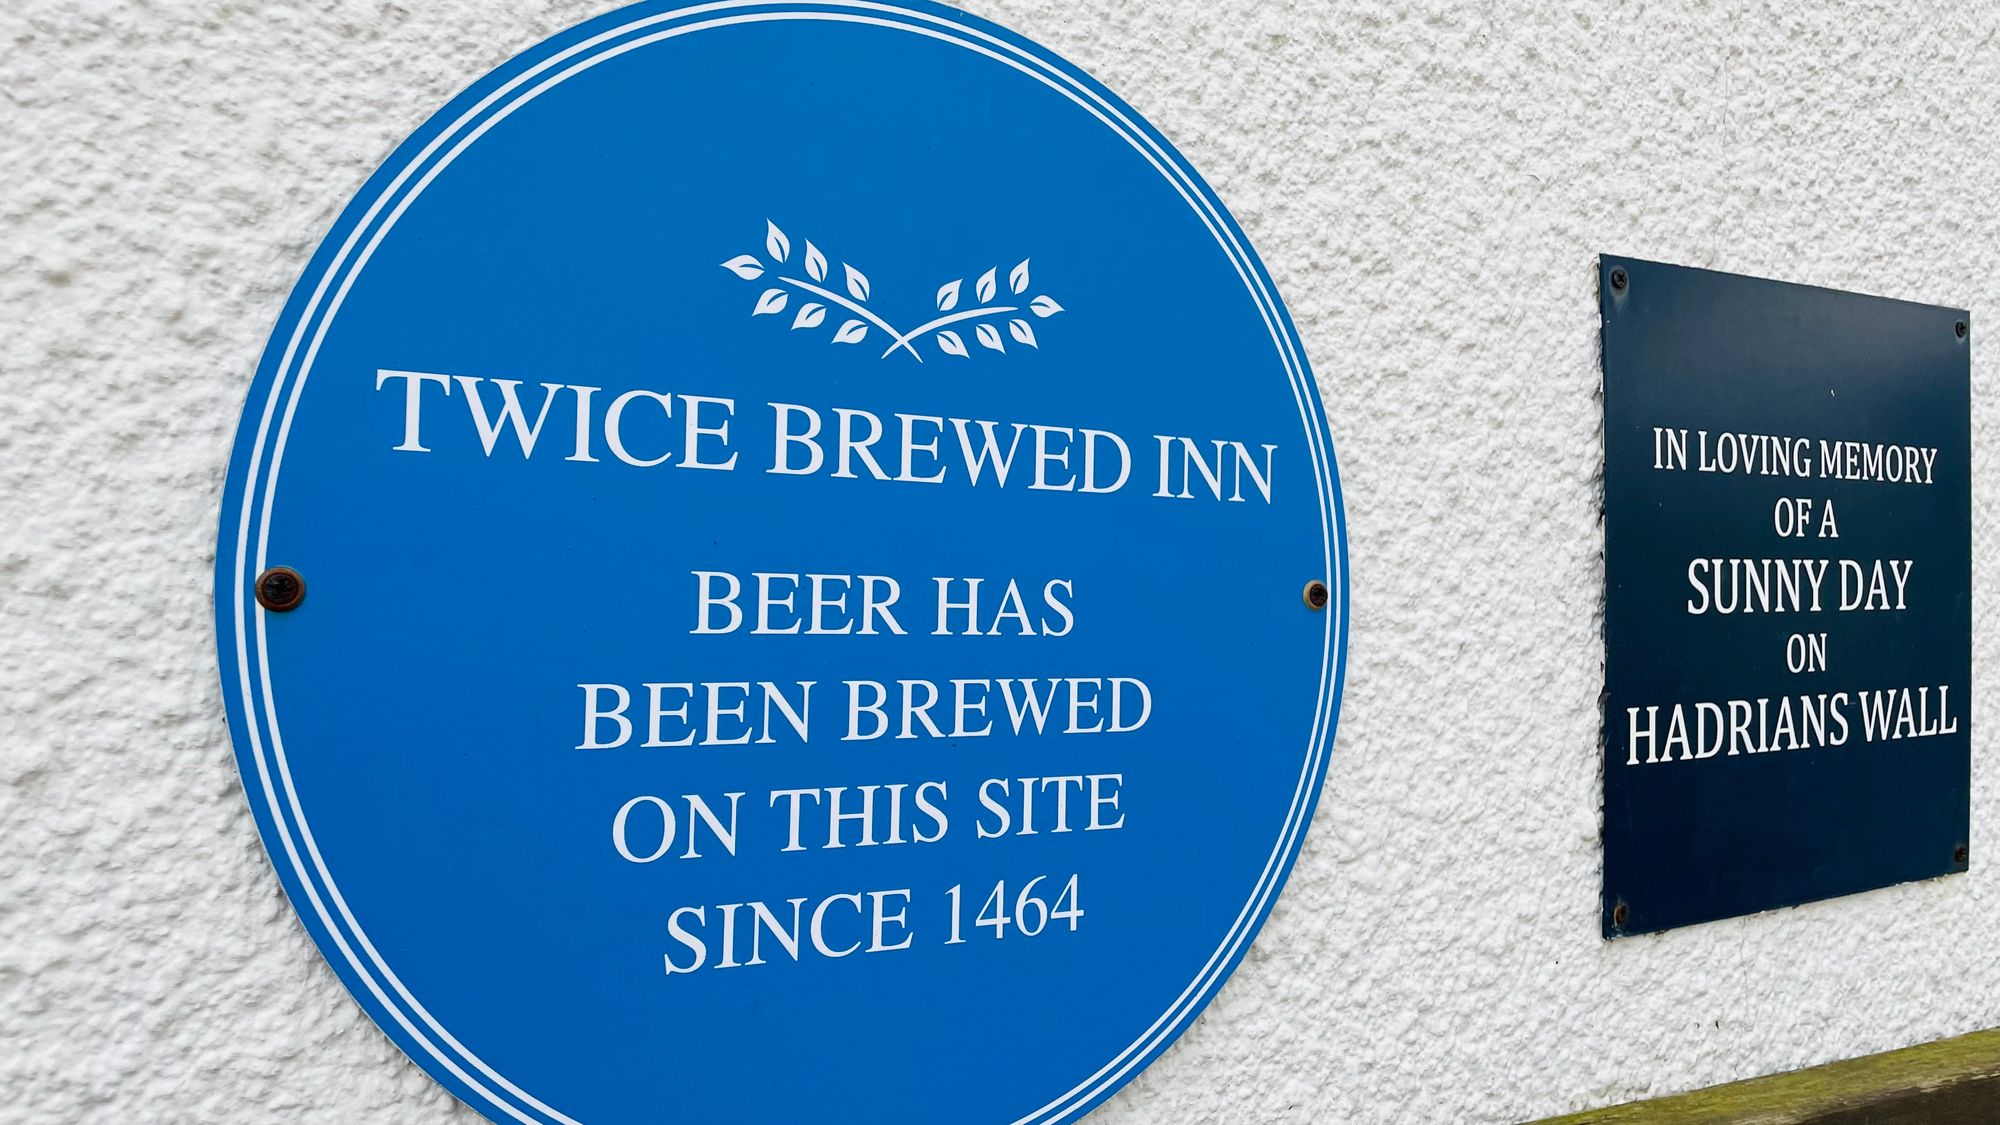 TWICE BREWED INN
BEER HAS
BEEN BREWED
ON THIS SITE
SINCE 1464
IN LOVING MEMORY
OF A
SUNNY DAY
ON
HADRIANS WALL